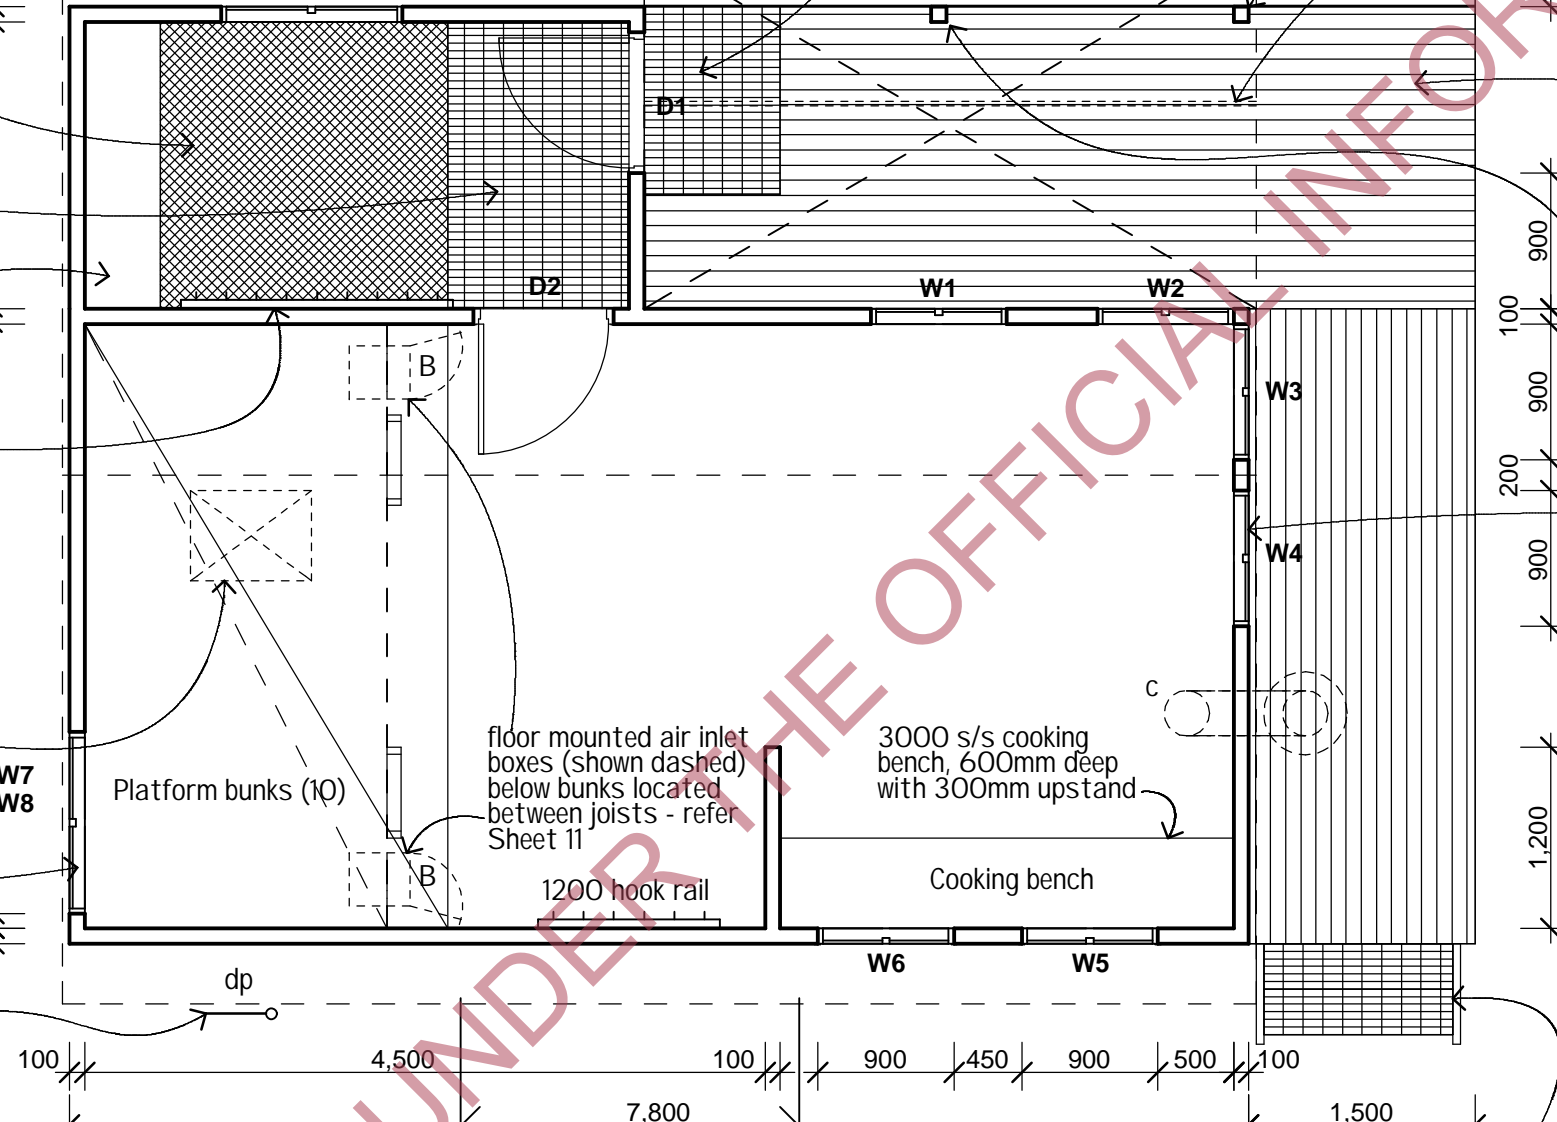 D1
900
D2
W1
W2
100
B
W3
900
200
W4
900
C
floor mounted air inlet
boxes (shown dashed)
below bunks located
between joists - refer
Sheet 11
3000 s/s cooking
bench, 600mm deep
with 300mm upstand
W7
W8
Platform bunks (10)
1,200
B
1200 hook rail
Cooking bench
W6
W5
dp
100
4,500
100
900
450
900
500
100
7,800
1,500
UNDER THE OFFICIAL INFOR